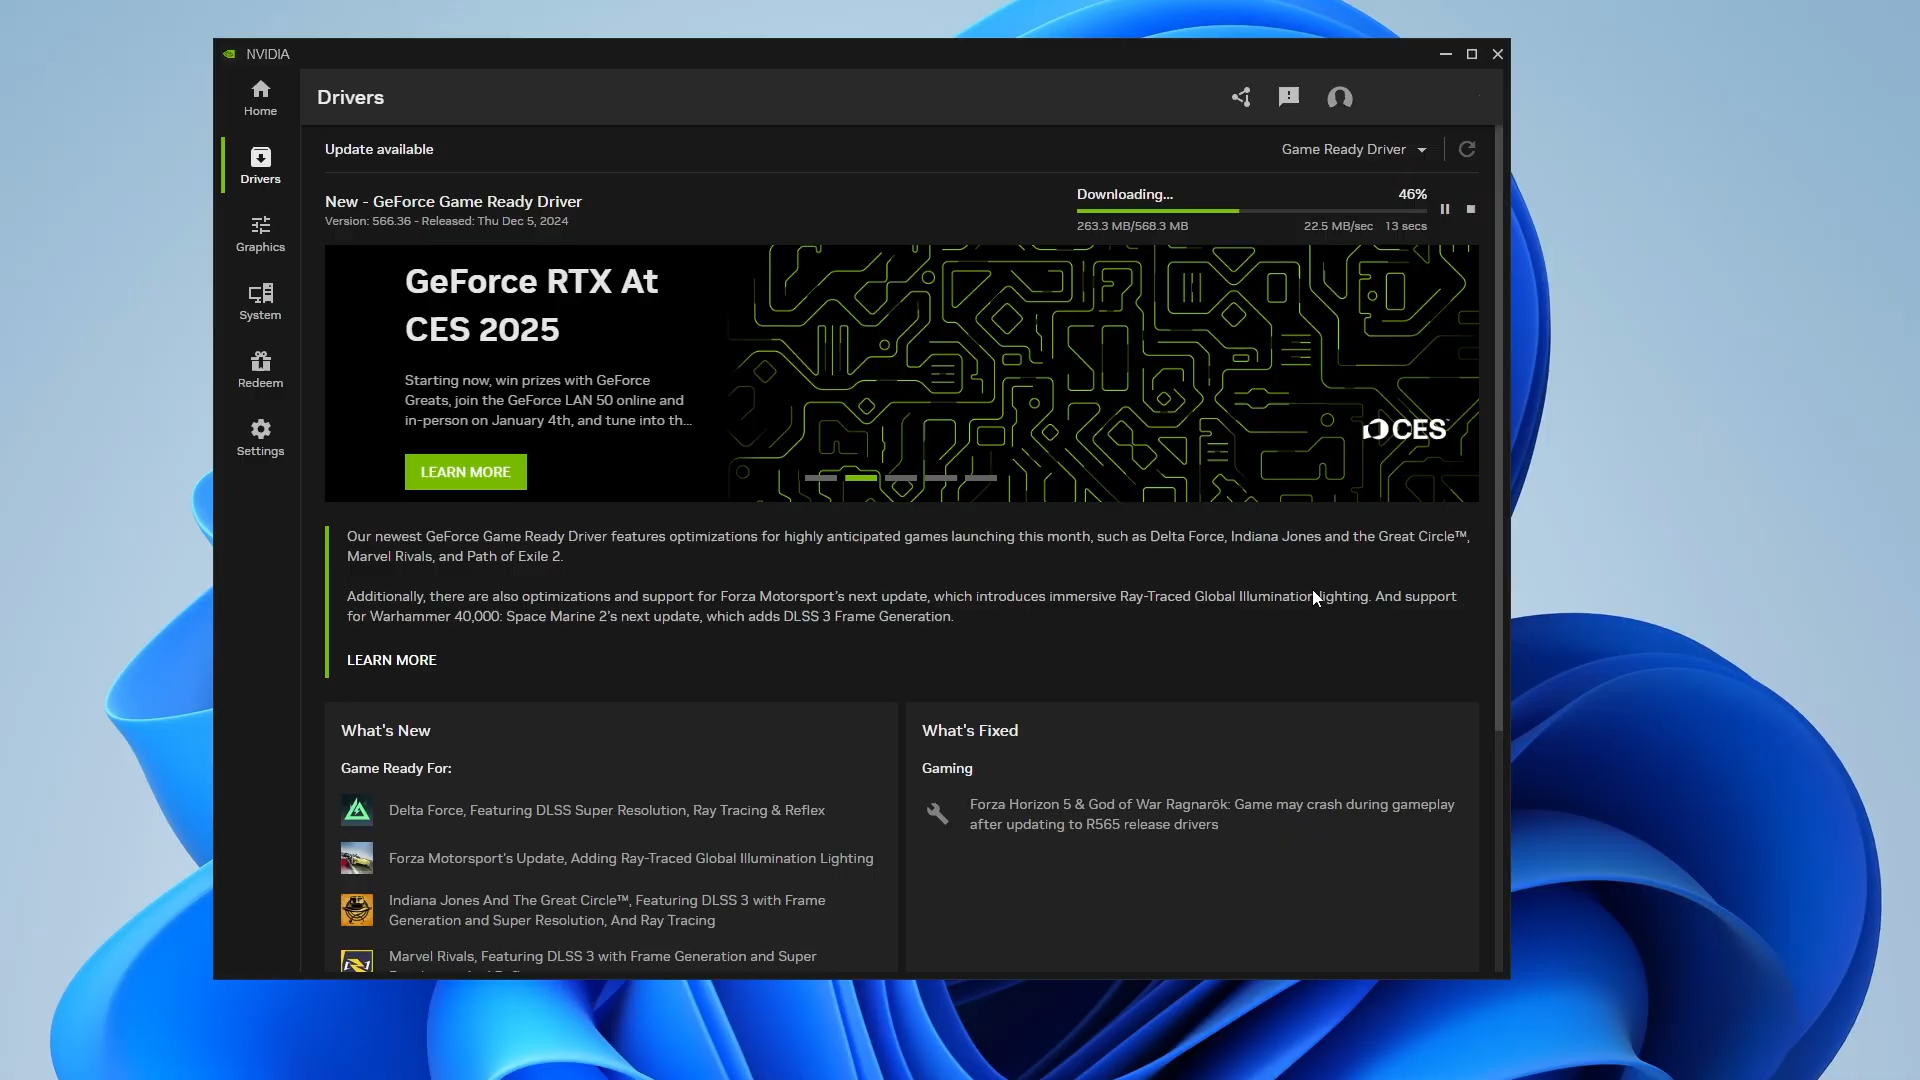 NVIDIA
Home
Drivers
Graphics
System
Redeem
Settings
Drivers
Update available
Game Ready Driver
New - GeForce Game Ready Driver
Version: 566.36 - Released: Thu Dec 5, 2024
Downloading... 46%
263.3 MB/568.3 MB 22.5 MB/sec 13 secs
GeForce RTX At
CES 2025
Starting now, win prizes with GeForce
Greats, join the GeForce LAN 50 online and
in-person on January 4th, and tune into th...
LEARN MORE
CES
Our newest GeForce Game Ready Driver features optimizations for highly anticipated games launching this month, such as Delta Force, Indiana Jones and the Great Circle™,
Marvel Rivals, and Path of Exile 2.
Additionally, there are also optimizations and support for Forza Motorsport's next update, which introduces immersive Ray-Traced Global Illumination lighting. And support
for Warhammer 40,000: Space Marine 2's next update, which adds DLSS 3 Frame Generation.
LEARN MORE
What's New
Game Ready For:
Delta Force, Featuring DLSS Super Resolution, Ray Tracing & Reflex
Forza Motorsport's Update, Adding Ray-Traced Global Illumination Lighting
Indiana Jones And The Great Circle™, Featuring DLSS 3 with Frame
Generation and Super Resolution, And Ray Tracing
Marvel Rivals, Featuring DLSS 3 with Frame Generation and Super
What's Fixed
Gaming
Forza Horizon 5 & God of War Ragnarök: Game may crash during gameplay
after updating to R565 release drivers